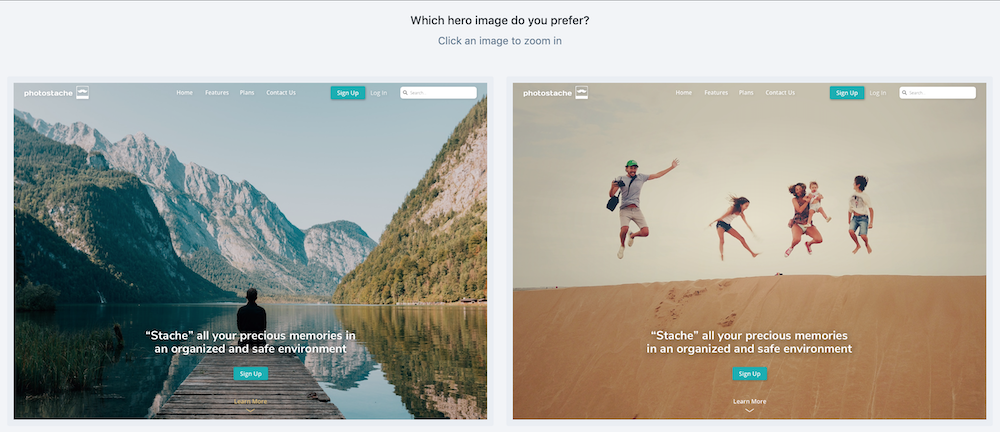 Which hero image do you prefer?
Click an image to zoom in
photostache Home Features Plans Contact Us Sign Up Log In Search
“Stache” all your precious memories in
an organized and safe environment
Sign Up
Learn More
photostache Home Features Plans Contact Us Sign Up Log In Search
“Stache” all your precious memories
in an organized and safe environment
Sign Up
Learn More